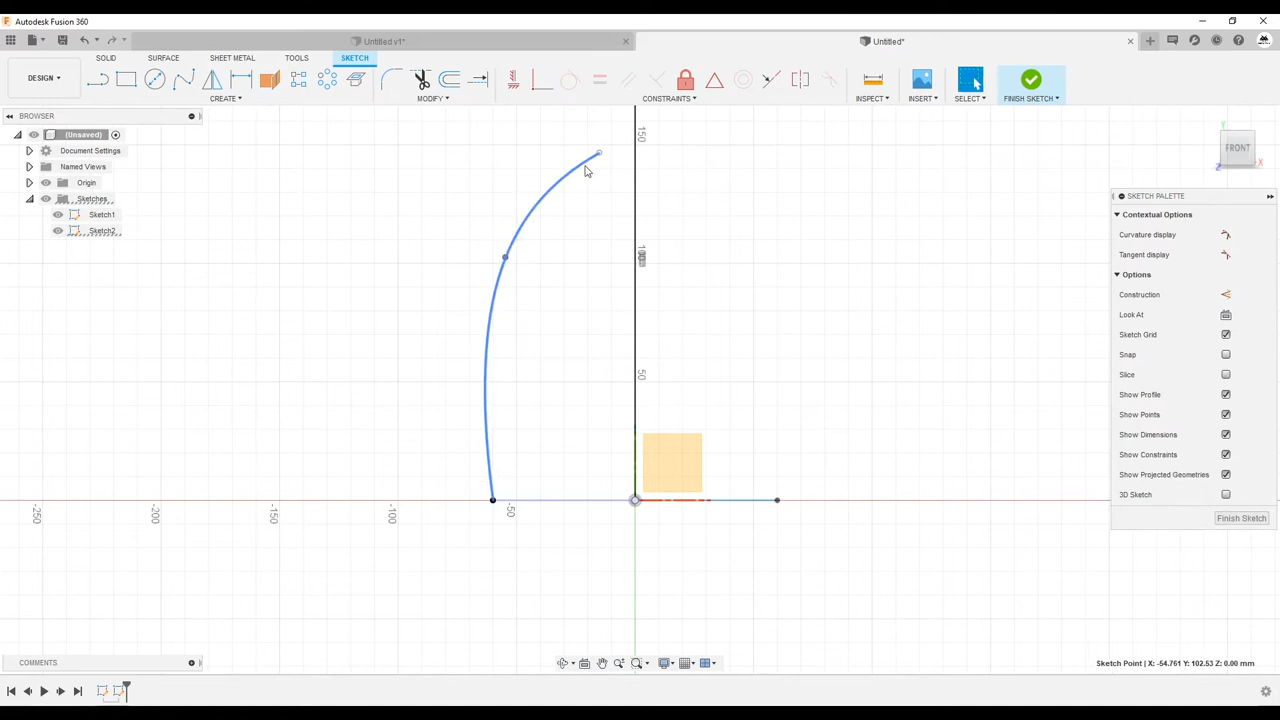 Autodesk Fusion 360
Untitled v1*
Untitled*
SOLID SURFACE SHEET METAL TOOLS SKETCH
DESIGN
CREATE MODIFY CONSTRAINTS INSPECT INSERT SELECT FINISH SKETCH
BROWSER
(Unsaved)
Document Settings
Named Views
Origin
Sketches
Sketch1
Sketch2
150
50
-250
-200
-150
-100
-50
FRONT
Y
Z
-X
SKETCH PALETTE
Contextual Options
Curvature display
Tangent display
Options
Construction
Look At
Sketch Grid
Snap
Slice
Show Profile
Show Points
Show Dimensions
Show Constraints
Show Projected Geometries
3D Sketch
Finish Sketch
COMMENTS
Sketch Point | X: -54.761 Y: 102.53 Z: 0.00 mm